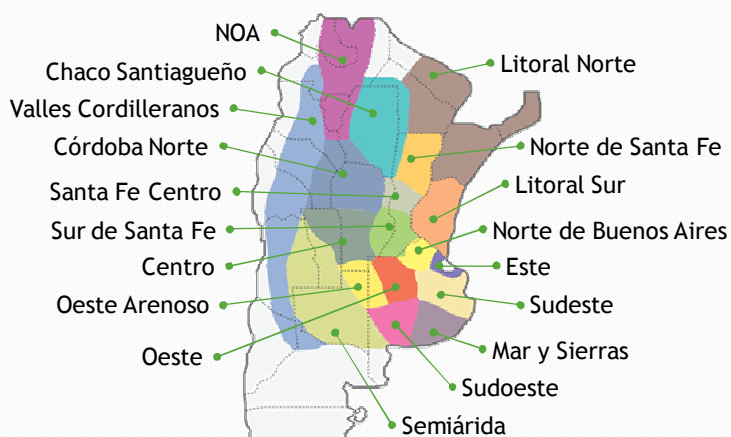 NOA
Chaco Santiagueño
Valles Cordilleranos
Córdoba Norte
Santa Fe Centro
Sur de Santa Fe
Centro
Oeste Arenoso
Oeste
Litoral Norte
Norte de Santa Fe
Litoral Sur
Norte de Buenos Aires
Este
Sudeste
Mar y Sierras
Sudoeste
Semiárida